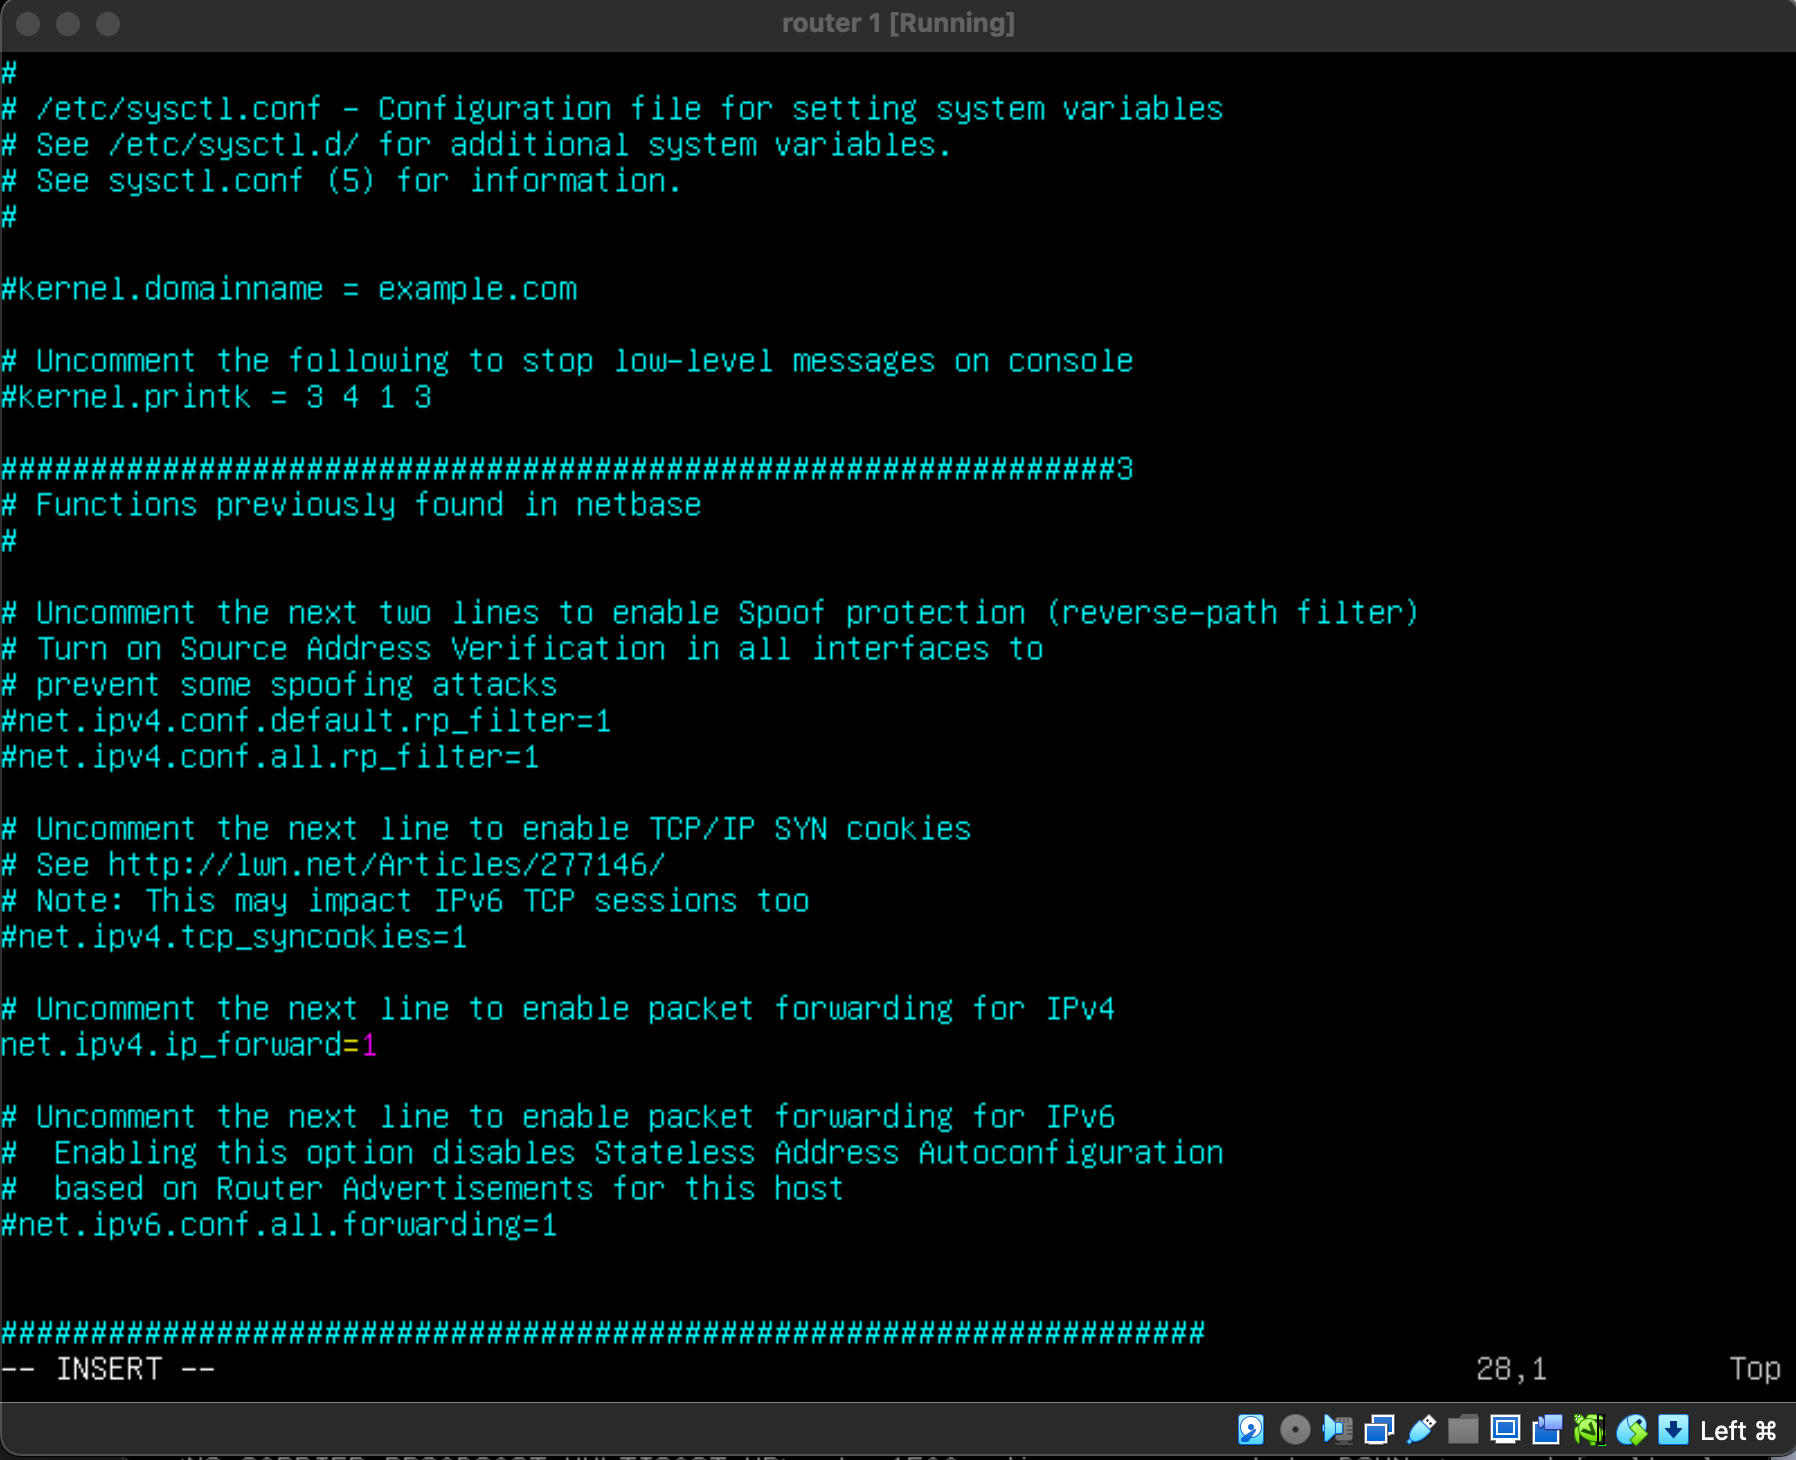 router 1 [Running]
#
# /etc/sysctl.conf - Configuration file for setting system variables
# See /etc/sysctl.d/ for additional system variables.
# See sysctl.conf (5) for information.
#
#kernel.domainname = example.com
# Uncomment the following to stop low-level messages on console
#kernel.printk = 3 4 1 3
##############################################################3
# Functions previously found in netbase
#
# Uncomment the next two lines to enable Spoof protection (reverse-path filter)
# Turn on Source Address Verification in all interfaces to
# prevent some spoofing attacks
#net.ipv4.conf.default.rp_filter=1
#net.ipv4.conf.all.rp_filter=1
# Uncomment the next line to enable TCP/IP SYN cookies
# See http://lwn.net/Articles/277146/
# Note: This may impact IPv6 TCP sessions too
#net.ipv4.tcp_syncookies=1
# Uncomment the next line to enable packet forwarding for IPv4
net.ipv4.ip_forward=1
# Uncomment the next line to enable packet forwarding for IPv6
#  Enabling this option disables Stateless Address Autoconfiguration
#  based on Router Advertisements for this host
#net.ipv6.conf.all.forwarding=1
###################################################################
-- INSERT -- 28,1 Top
Left ⌘